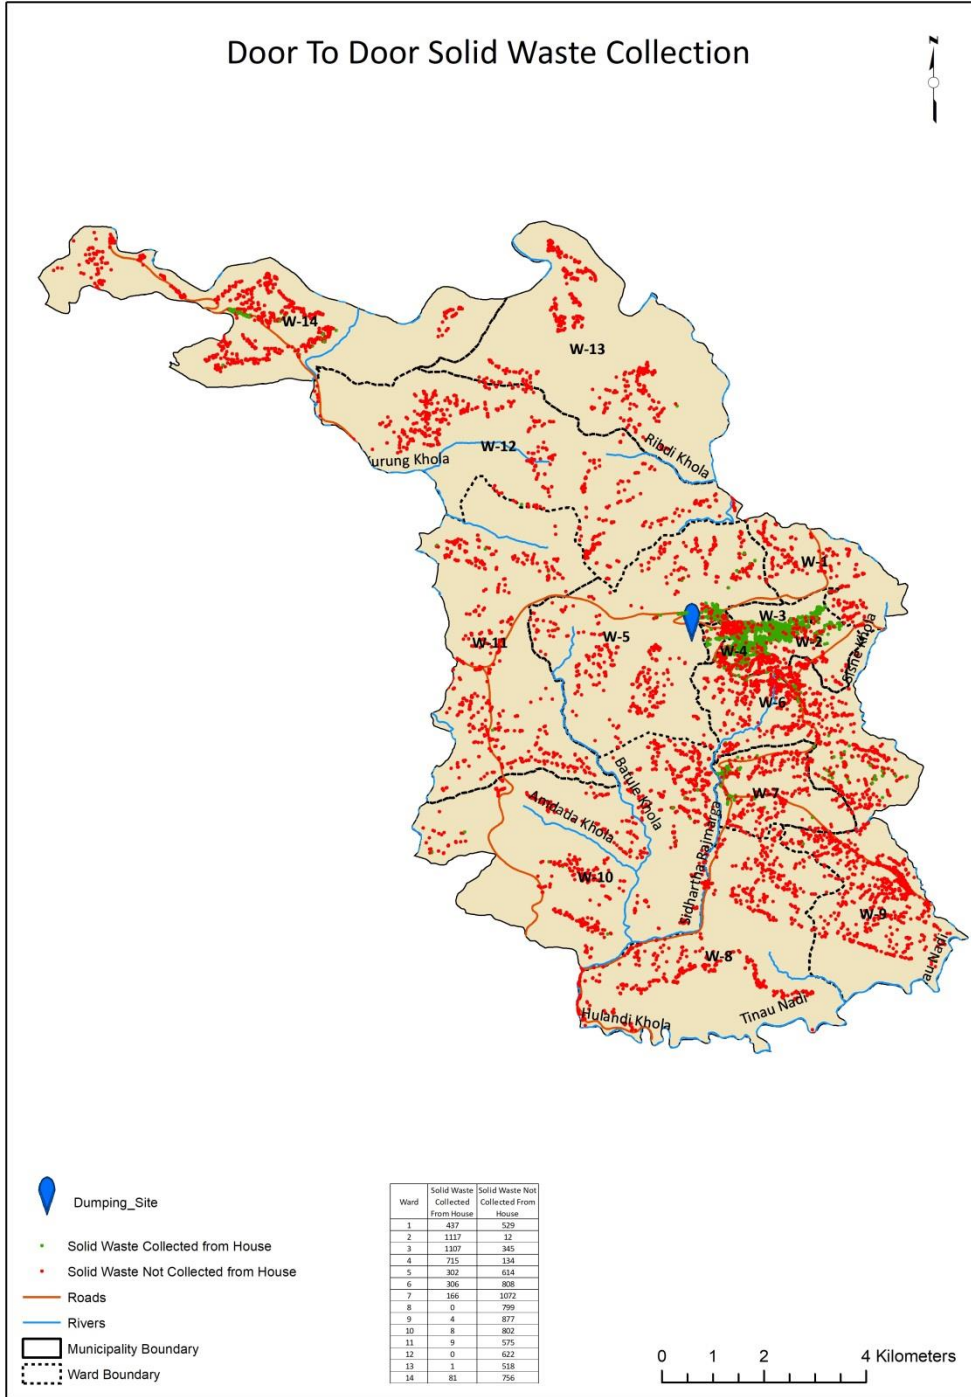 Door To Door Solid Waste Collection
N
W-14
W-13
W-12
urung Khola
Ribdi Khola
W-1
W-3
W-2
W-4
W-5
W-11
Sisne Khola
W-6
Batule Khola
W-7
Amdada Khola
Sidhartha Rajmarga
W-10
W-9
W-8
au Nadi
Tinau Nadi
Hulandi Khola
Dumping_Site
Solid Waste Collected from House
Solid Waste Not Collected from House
Roads
Rivers
Municipality Boundary
Ward Boundary
Ward Solid Waste Collected From House Solid Waste Not Collected From House
1 437 529
2 1117 12
3 1107 345
4 715 134
5 302 614
6 306 808
7 166 1072
8 0 799
9 4 877
10 8 802
11 9 575
12 0 622
13 1 518
14 81 756
0 1 2 4 Kilometers